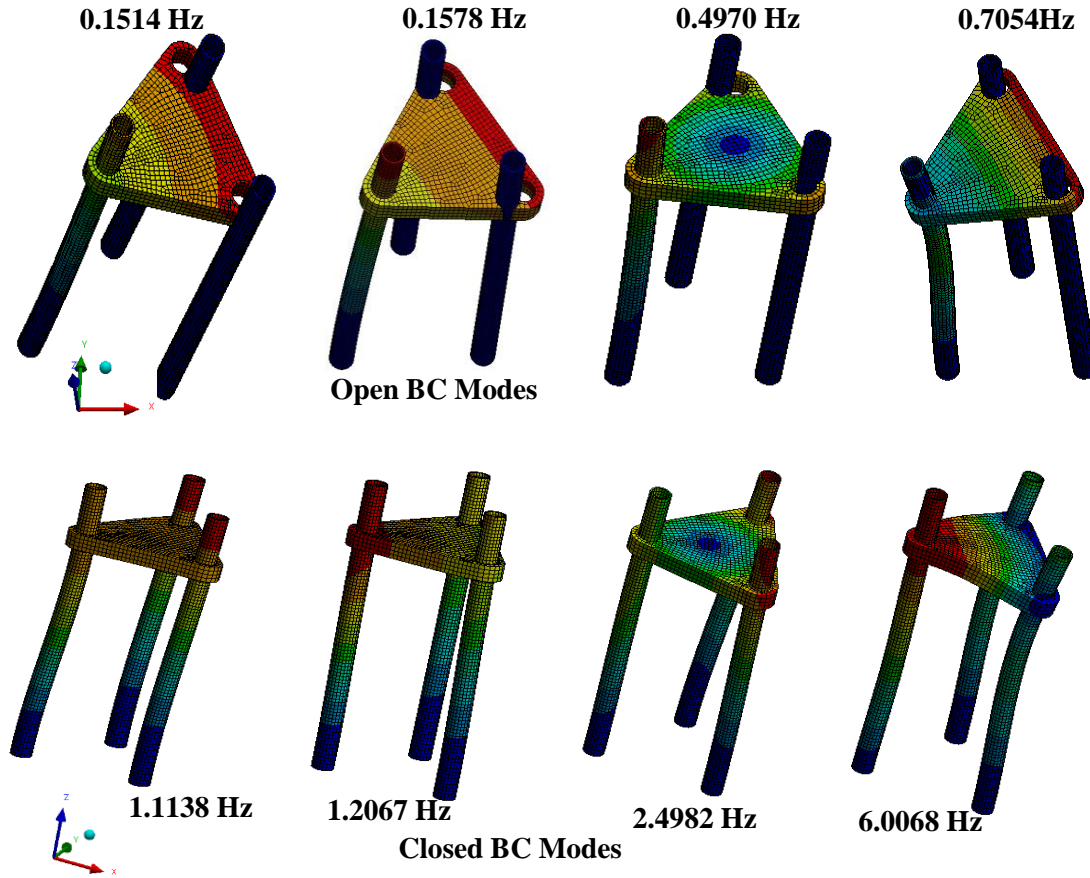 0.1514 Hz
0.1578 Hz
0.4970 Hz
0.7054Hz
Y
Z
X
Open BC Modes
1.1138 Hz
1.2067 Hz
2.4982 Hz
6.0068 Hz
Z
Y
X
Closed BC Modes